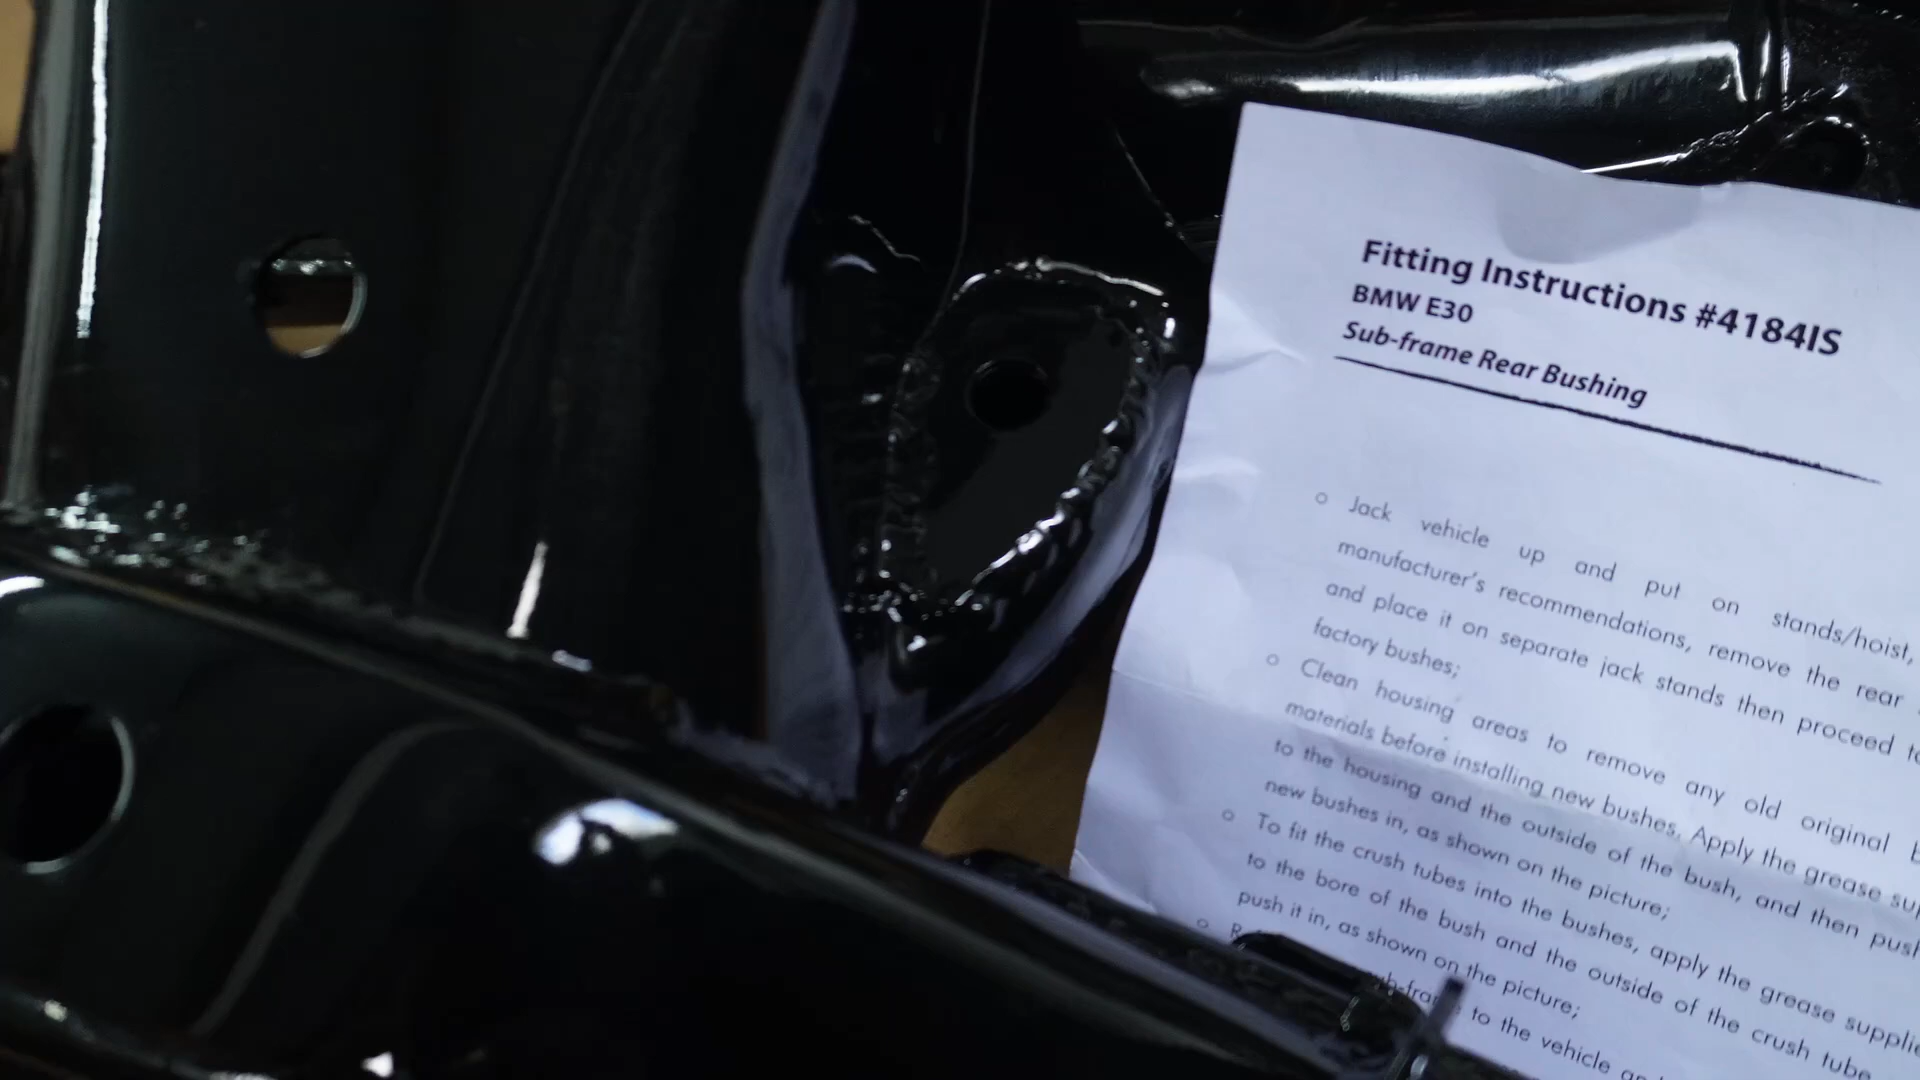 Fitting Instructions #4184IS
BMW E30
Sub-frame Rear Bushing
○ Jack vehicle up and put on stands/hoist,
manufacturer's recommendations, remove the rear
and place it on separate jack stands then proceed
factory bushes;
○ Clean housing areas to remove any old original
materials before installing new bushes. Apply the grease
to the housing and the outside of the bush, and then push
new bushes in, as shown on the picture;
○ To fit the crush tubes into the bushes, apply the grease
to the bore of the bush and the outside of the crush tube
push it in, as shown on the picture;
○
to the vehicle